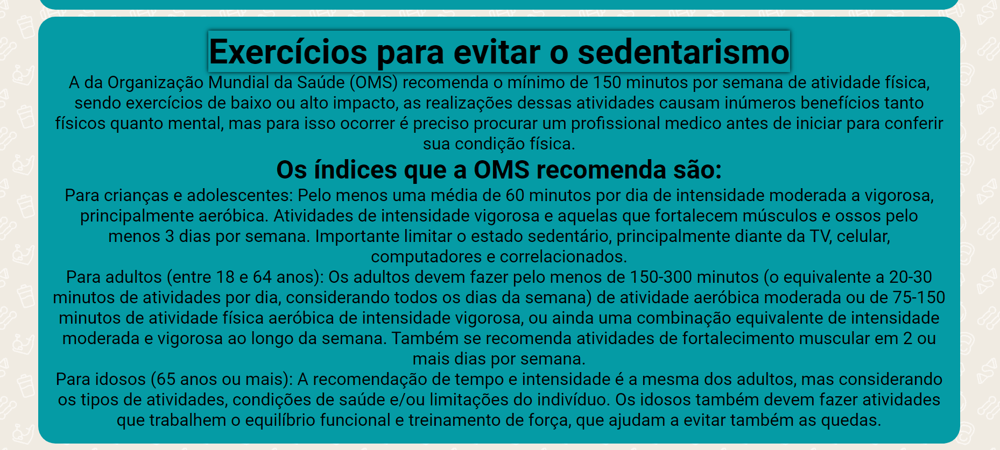 Exercícios para evitar o sedentarismo
A da Organização Mundial da Saúde (OMS) recomenda o mínimo de 150 minutos por semana de atividade física,
sendo exercícios de baixo ou alto impacto, as realizações dessas atividades causam inúmeros benefícios tanto
físicos quanto mental, mas para isso ocorrer é preciso procurar um profissional medico antes de iniciar para conferir
sua condição física.
Os índices que a OMS recomenda são:
Para crianças e adolescentes: Pelo menos uma média de 60 minutos por dia de intensidade moderada a vigorosa,
principalmente aeróbica. Atividades de intensidade vigorosa e aquelas que fortalecem músculos e ossos pelo
menos 3 dias por semana. Importante limitar o estado sedentário, principalmente diante da TV, celular,
computadores e correlacionados.
Para adultos (entre 18 e 64 anos): Os adultos devem fazer pelo menos de 150-300 minutos (o equivalente a 20-30
minutos de atividades por dia, considerando todos os dias da semana) de atividade aeróbica moderada ou de 75-150
minutos de atividade física aeróbica de intensidade vigorosa, ou ainda uma combinação equivalente de intensidade
moderada e vigorosa ao longo da semana. Também se recomenda atividades de fortalecimento muscular em 2 ou
mais dias por semana.
Para idosos (65 anos ou mais): A recomendação de tempo e intensidade é a mesma dos adultos, mas considerando
os tipos de atividades, condições de saúde e/ou limitações do indivíduo. Os idosos também devem fazer atividades
que trabalhem o equilíbrio funcional e treinamento de força, que ajudam a evitar também as quedas.